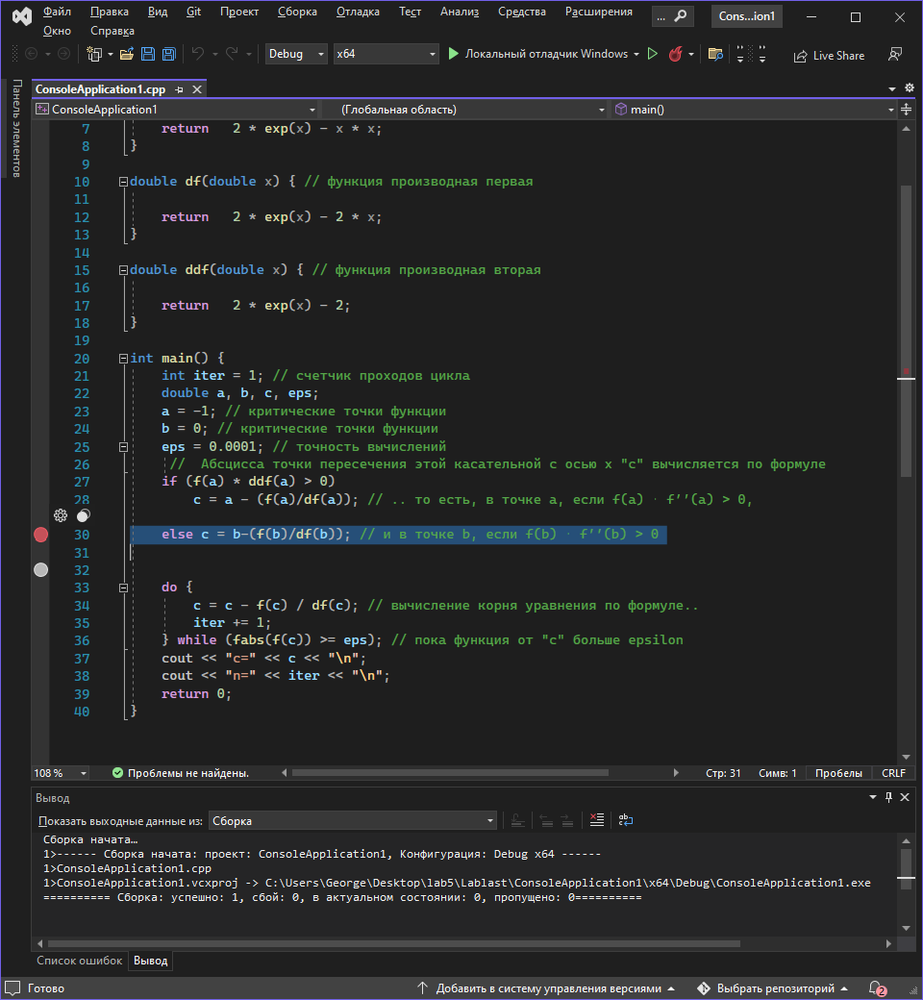 Файл Правка Вид Git Проект Сборка Отладка Тест Анализ Средства Расширения ... Cons...ion1
Окно Справка
Debug x64 Локальный отладчик Windows Live Share
Панель элементов
ConsoleApplication1.cpp
ConsoleApplication1 (Глобальная область) main()
7 return 2 * exp(x) - x * x;
8 }
9
10 double df(double x) { // функция производная первая
11
12 return 2 * exp(x) - 2 * x;
13 }
14
15 double ddf(double x) { // функция производная вторая
16
17 return 2 * exp(x) - 2;
18 }
19
20 int main() {
21 int iter = 1; // счетчик проходов цикла
22 double a, b, c, eps;
23 a = -1; // критические точки функции
24 b = 0; // критические точки функции
25 eps = 0.0001; // точность вычислений
26 // Абсцисса точки пересечения этой касательной с осью x "c" вычисляется по формуле
27 if (f(a) * ddf(a) > 0)
28 c = a - (f(a)/df(a)); // .. то есть, в точке a, если f(a) · f''(a) > 0,
30 else c = b-(f(b)/df(b)); // и в точке b, если f(b) · f''(b) > 0
31
32
33 do {
34 c = c - f(c) / df(c); // вычисление корня уравнения по формуле..
35 iter += 1;
36 } while (fabs(f(c)) >= eps); // пока функция от "c" больше epsilon
37 cout << "c=" << c << "\n";
38 cout << "n=" << iter << "\n";
39 return 0;
40 }
108 % Проблемы не найдены. Стр: 31 Симв: 1 Пробелы CRLF
Вывод
Показать выходные данные из: Сборка
Сборка начата…
1>------ Сборка начата: проект: ConsoleApplication1, Конфигурация: Debug x64 ------
1>ConsoleApplication1.cpp
1>ConsoleApplication1.vcxproj -> C:\Users\George\Desktop\lab5\Lablast\ConsoleApplication1\x64\Debug\ConsoleApplication1.exe
========== Сборка: успешно: 1, сбой: 0, в актуальном состоянии: 0, пропущено: 0==========
Список ошибок Вывод
Готово Добавить в систему управления версиями Выбрать репозиторий 2